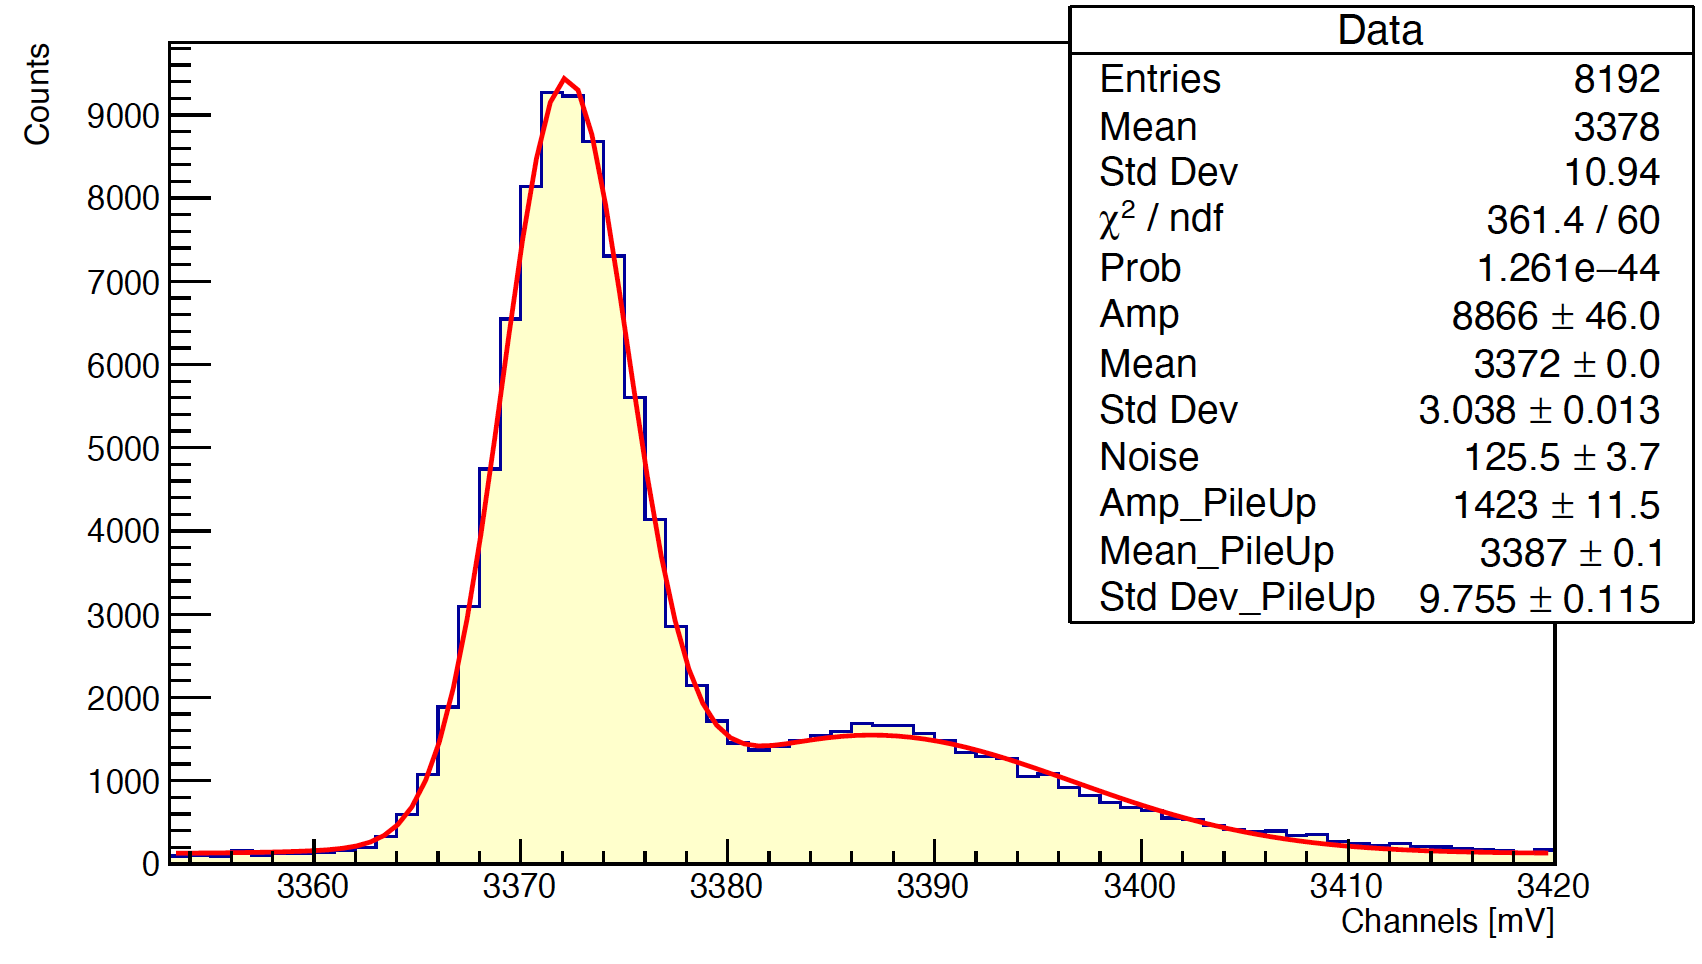 Counts
9000
8000
7000
6000
5000
4000
3000
2000
1000
0
3360 3370 3380 3390 3400 3410 3420
Channels [mV]
Data
Entries 8192
Mean 3378
Std Dev 10.94
χ² / ndf 361.4 / 60
Prob 1.261e−44
Amp 8866 ± 46.0
Mean 3372 ± 0.0
Std Dev 3.038 ± 0.013
Noise 125.5 ± 3.7
Amp_PileUp 1423 ± 11.5
Mean_PileUp 3387 ± 0.1
Std Dev_PileUp 9.755 ± 0.115